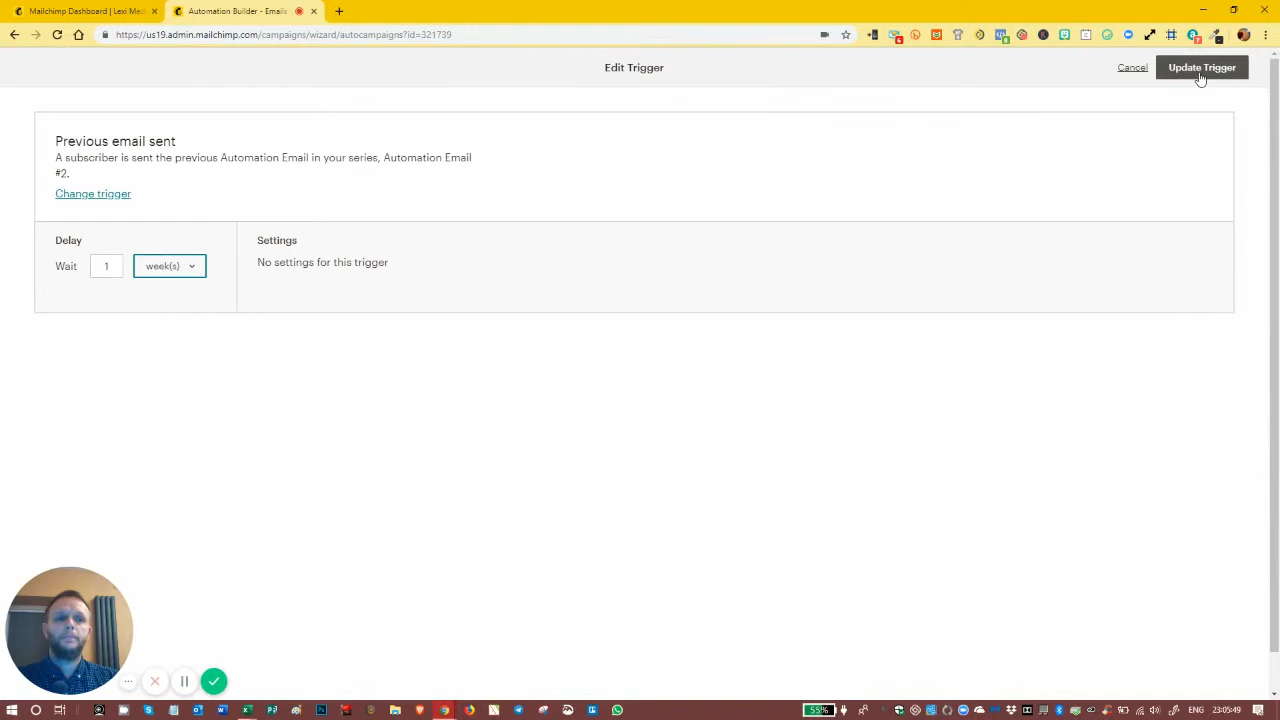 Mailchimp Dashboard | Lexi Med
Automation Builder - Emails
https://us19.admin.mailchimp.com/campaigns/wizard/autocampaigns?id=321739
Edit Trigger
Cancel
Update Trigger
Previous email sent
A subscriber is sent the previous Automation Email in your series, Automation Email
#2.
Change trigger
Delay
Settings
Wait 1 week(s)
No settings for this trigger
55%
ENG
23:05:49